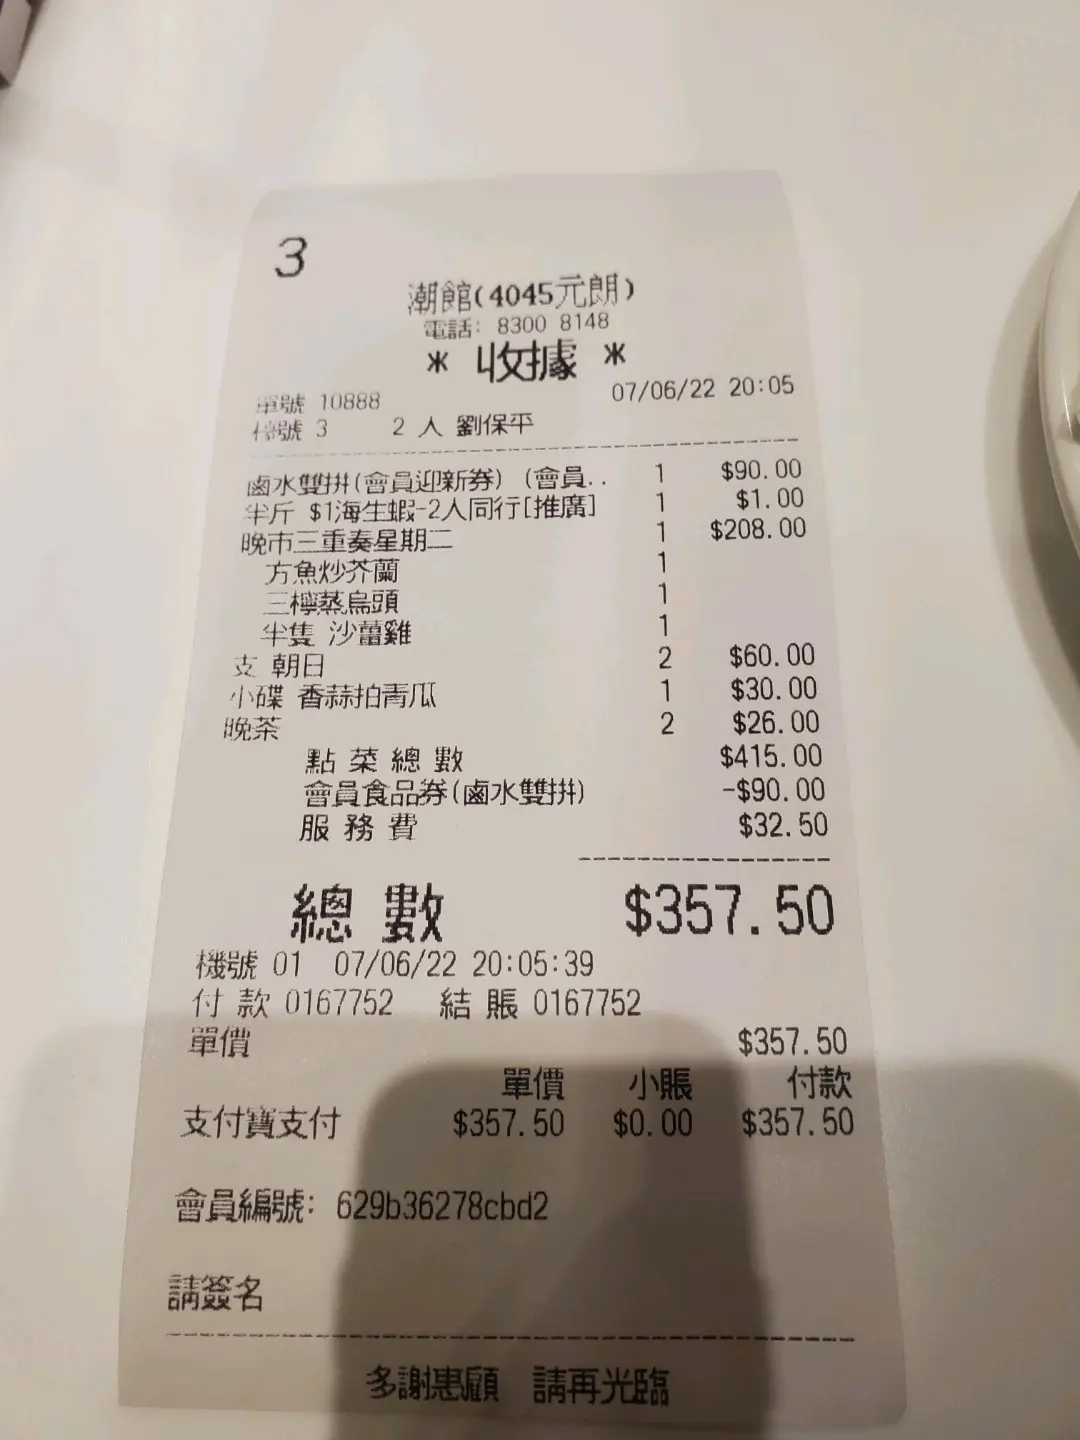 3
潮館(4045元朗)
電話: 8300 8148
* 收據 *
單號 10888 07/06/22 20:05
檯號 3 2 人 劉保平
鹵水雙拼(會員迎新券) (會員.. 1 $90.00
半斤 $1海生蝦-2人同行[推廣] 1 $1.00
晚市三重奏星期二 1 $208.00
方魚炒芥蘭 1
三檸蒸烏頭 1
半隻 沙薑雞 1
支 朝日 2 $60.00
小碟 香蒜拍青瓜 1 $30.00
晚茶 2 $26.00
點菜總數 $415.00
會員食品券(鹵水雙拼) -$90.00
服務費 $32.50
總數 $357.50
機號 01 07/06/22 20:05:39
付款 0167752 結賬 0167752
單價 $357.50
單價 小賬 付款
支付寶支付 $357.50 $0.00 $357.50
會員編號: 629b36278cbd2
請簽名
多謝惠顧 請再光臨